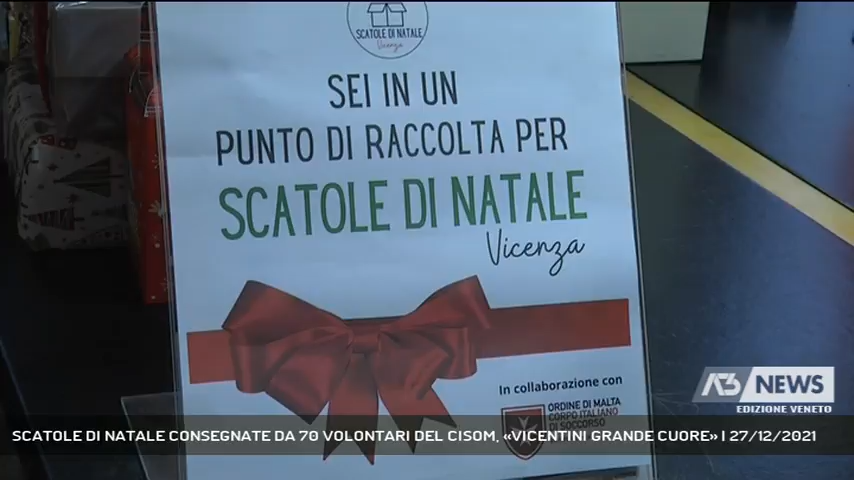 SCATOLE DI NATALE
Vicenza
SEI IN UN
PUNTO DI RACCOLTA PER
SCATOLE DI NATALE
Vicenza
In collaborazione con
ORDINE DI MALTA
CORPO ITALIANO
DI SOCCORSO
A3 NEWS
EDIZIONE VENETO
SCATOLE DI NATALE CONSEGNATE DA 70 VOLONTARI DEL CISOM, «VICENTINI GRANDE CUORE» | 27/12/2021